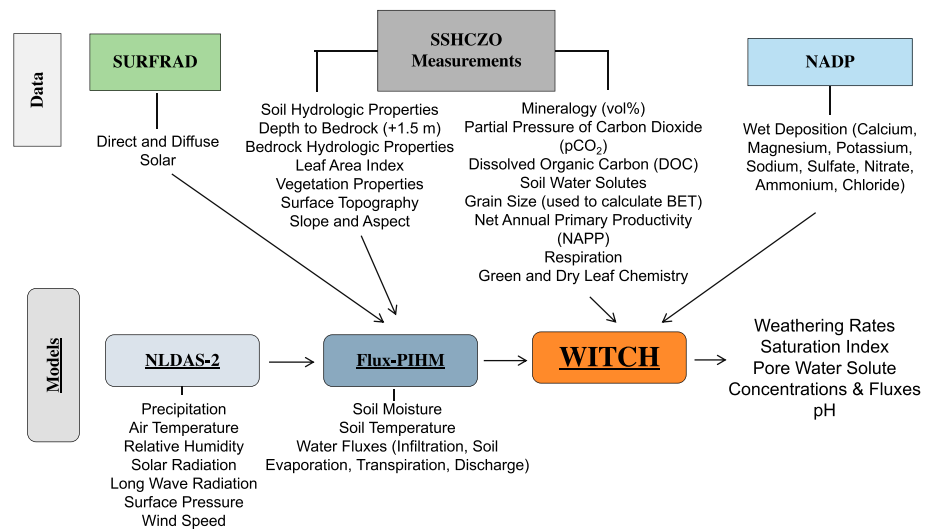 Data
SURFRAD
Direct and Diffuse
Solar
SSHCZO
Measurements
Soil Hydrologic Properties
Depth to Bedrock (+1.5 m)
Bedrock Hydrologic Properties
Leaf Area Index
Vegetation Properties
Surface Topography
Slope and Aspect
Mineralogy (vol%)
Partial Pressure of Carbon Dioxide
(pCO₂)
Dissolved Organic Carbon (DOC)
Soil Water Solutes
Grain Size (used to calculate BET)
Net Annual Primary Productivity
(NAPP)
Respiration
Green and Dry Leaf Chemistry
NADP
Wet Deposition (Calcium,
Magnesium, Potassium,
Sodium, Sulfate, Nitrate,
Ammonium, Chloride)
Models
NLDAS-2
Precipitation
Air Temperature
Relative Humidity
Solar Radiation
Long Wave Radiation
Surface Pressure
Wind Speed
Flux-PIHM
Soil Moisture
Soil Temperature
Water Fluxes (Infiltration, Soil
Evaporation, Transpiration, Discharge)
WITCH
Weathering Rates
Saturation Index
Pore Water Solute
Concentrations & Fluxes
pH